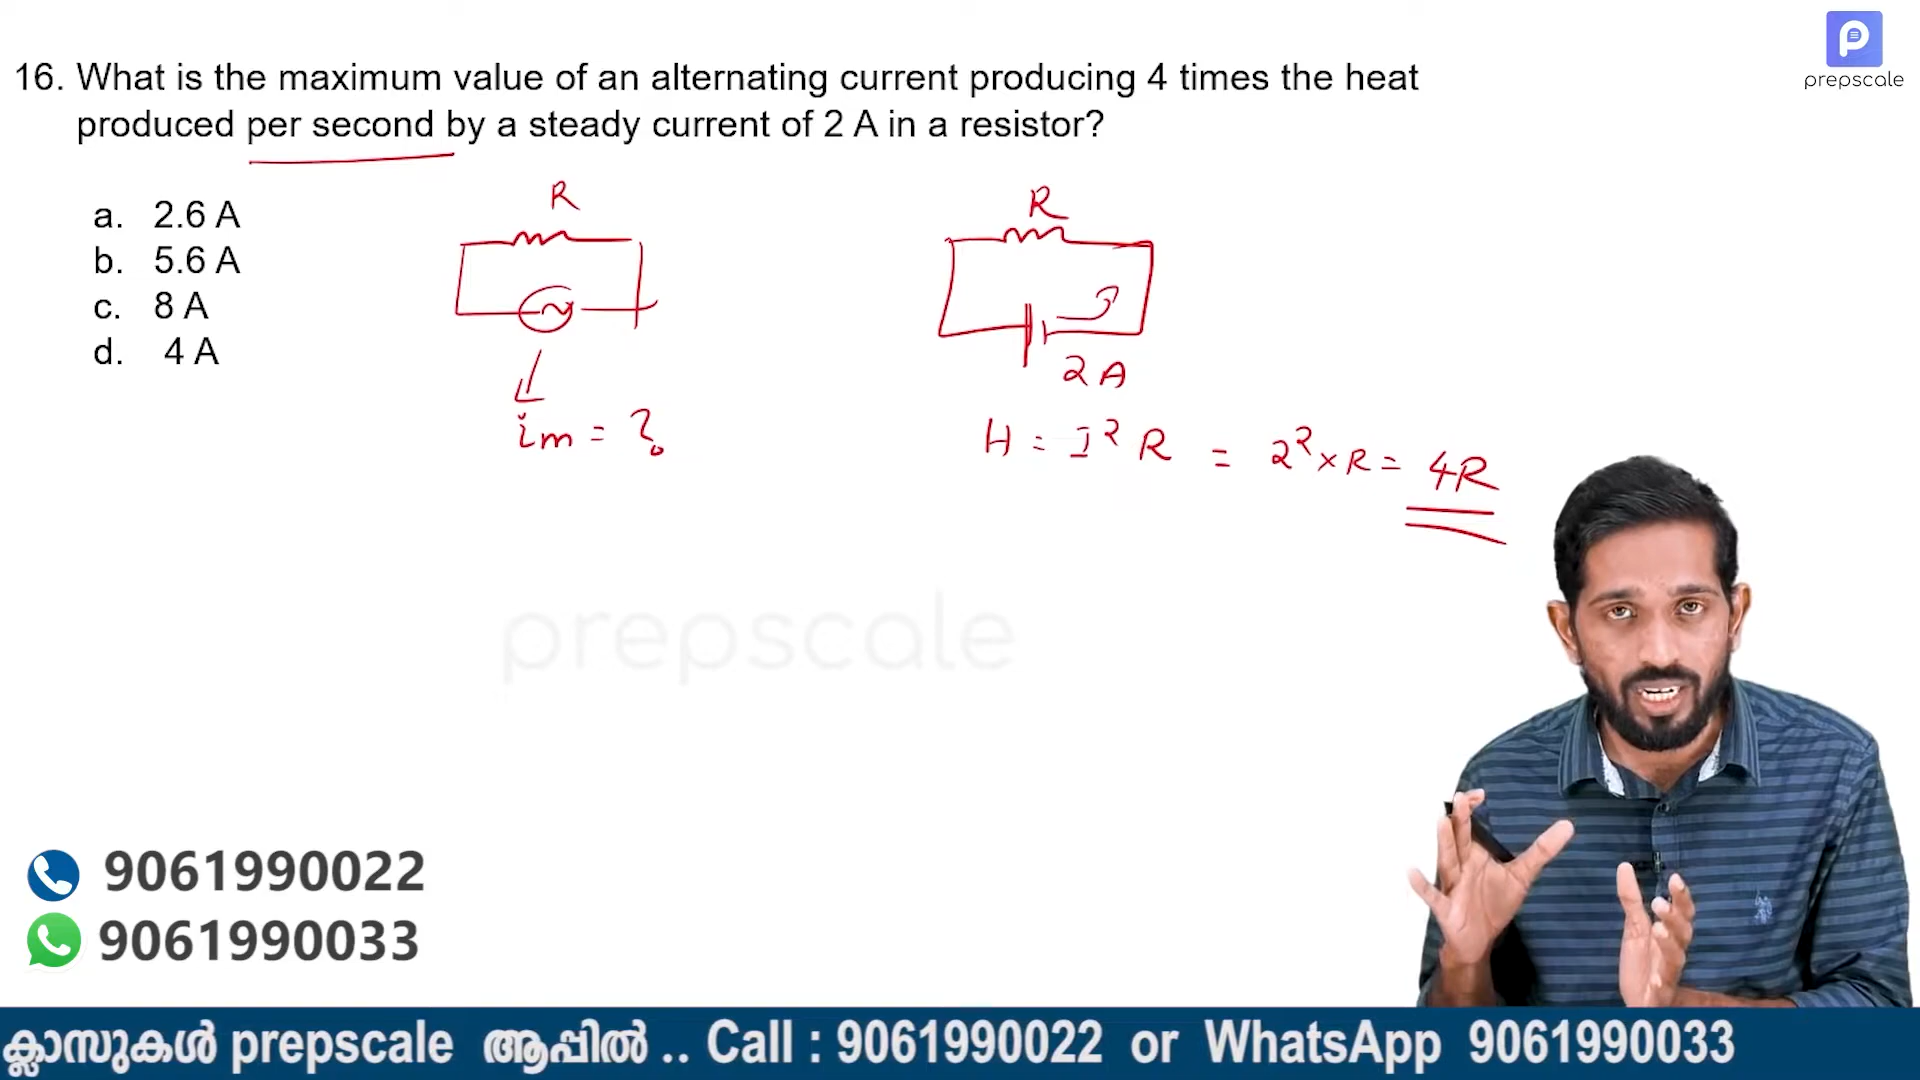 prepscale
16. What is the maximum value of an alternating current producing 4 times the heat
produced per second by a steady current of 2 A in a resistor?
a. 2.6 A
b. 5.6 A
c. 8 A
d. 4 A
R
R
2 A
im = ?
H = I² R = 2² × R = 4R
prepscale
9061990022
9061990033
ക്ലാസുകൾ prepscale ആപ്പിൽ .. Call : 9061990022 or WhatsApp 9061990033